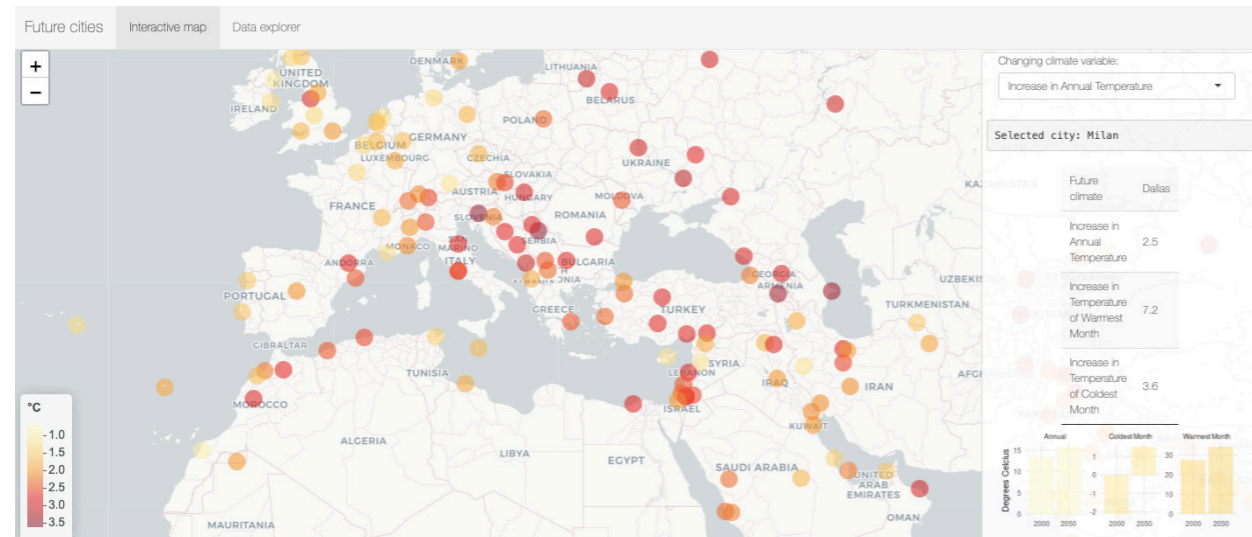 Future cities
Interactive map
Data explorer
+
−
DENMARK
LITHUANIA
UNITED
KINGDOM
BELARUS
IRELAND
POLAND
GERMANY
BELGIUM
LUXEMBOURG
CZECHIA
UKRAINE
SLOVAKIA
AUSTRIA
HUNGARY
MOLDOVA
FRANCE
SLOVENIA
ROMANIA
MONACO
SAN
MARINO
SERBIA
ITALY
ANDORRA
BULGARIA
GEORGIA
ARMENIA
UZBEKIS
PORTUGAL
GREECE
TURKEY
TURKMENISTAN
GIBRALTAR
TUNISIA
SYRIA
LEBANON
IRAQ
IRAN
MOROCCO
ISRAEL
KUWAIT
ALGERIA
LIBYA
EGYPT
SAUDI ARABIA
UNITED
ARAB
EMIRATES
OMAN
MAURITANIA
°C
1.0
1.5
2.0
2.5
3.0
3.5
Changing climate variable:
Increase in Annual Temperature
Selected city: Milan
Future
climate
Dallas
Increase in
Annual
Temperature
2.5
Increase in
Temperature
of Warmest
Month
7.2
Increase in
Temperature
of Coldest
Month
3.6
Annual
Coldest Month
Warmest Month
Degrees Celcius
15
10
5
0
1
0
-1
-2
30
20
10
0
2000 2050
2000 2050
2000 2050